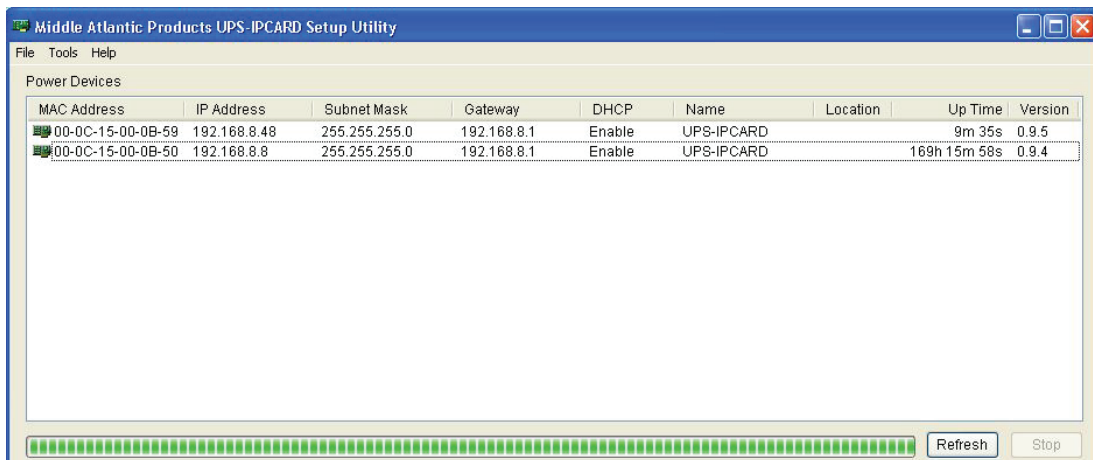 Middle Atlantic Products UPS-IPCARD Setup Utility
File Tools Help
Power Devices
MAC Address IP Address Subnet Mask Gateway DHCP Name Location Up Time Version
00-0C-15-00-0B-59 192.168.8.48 255.255.255.0 192.168.8.1 Enable UPS-IPCARD 9m 35s 0.9.5
00-0C-15-00-0B-50 192.168.8.8 255.255.255.0 192.168.8.1 Enable UPS-IPCARD 169h 15m 58s 0.9.4
Refresh Stop